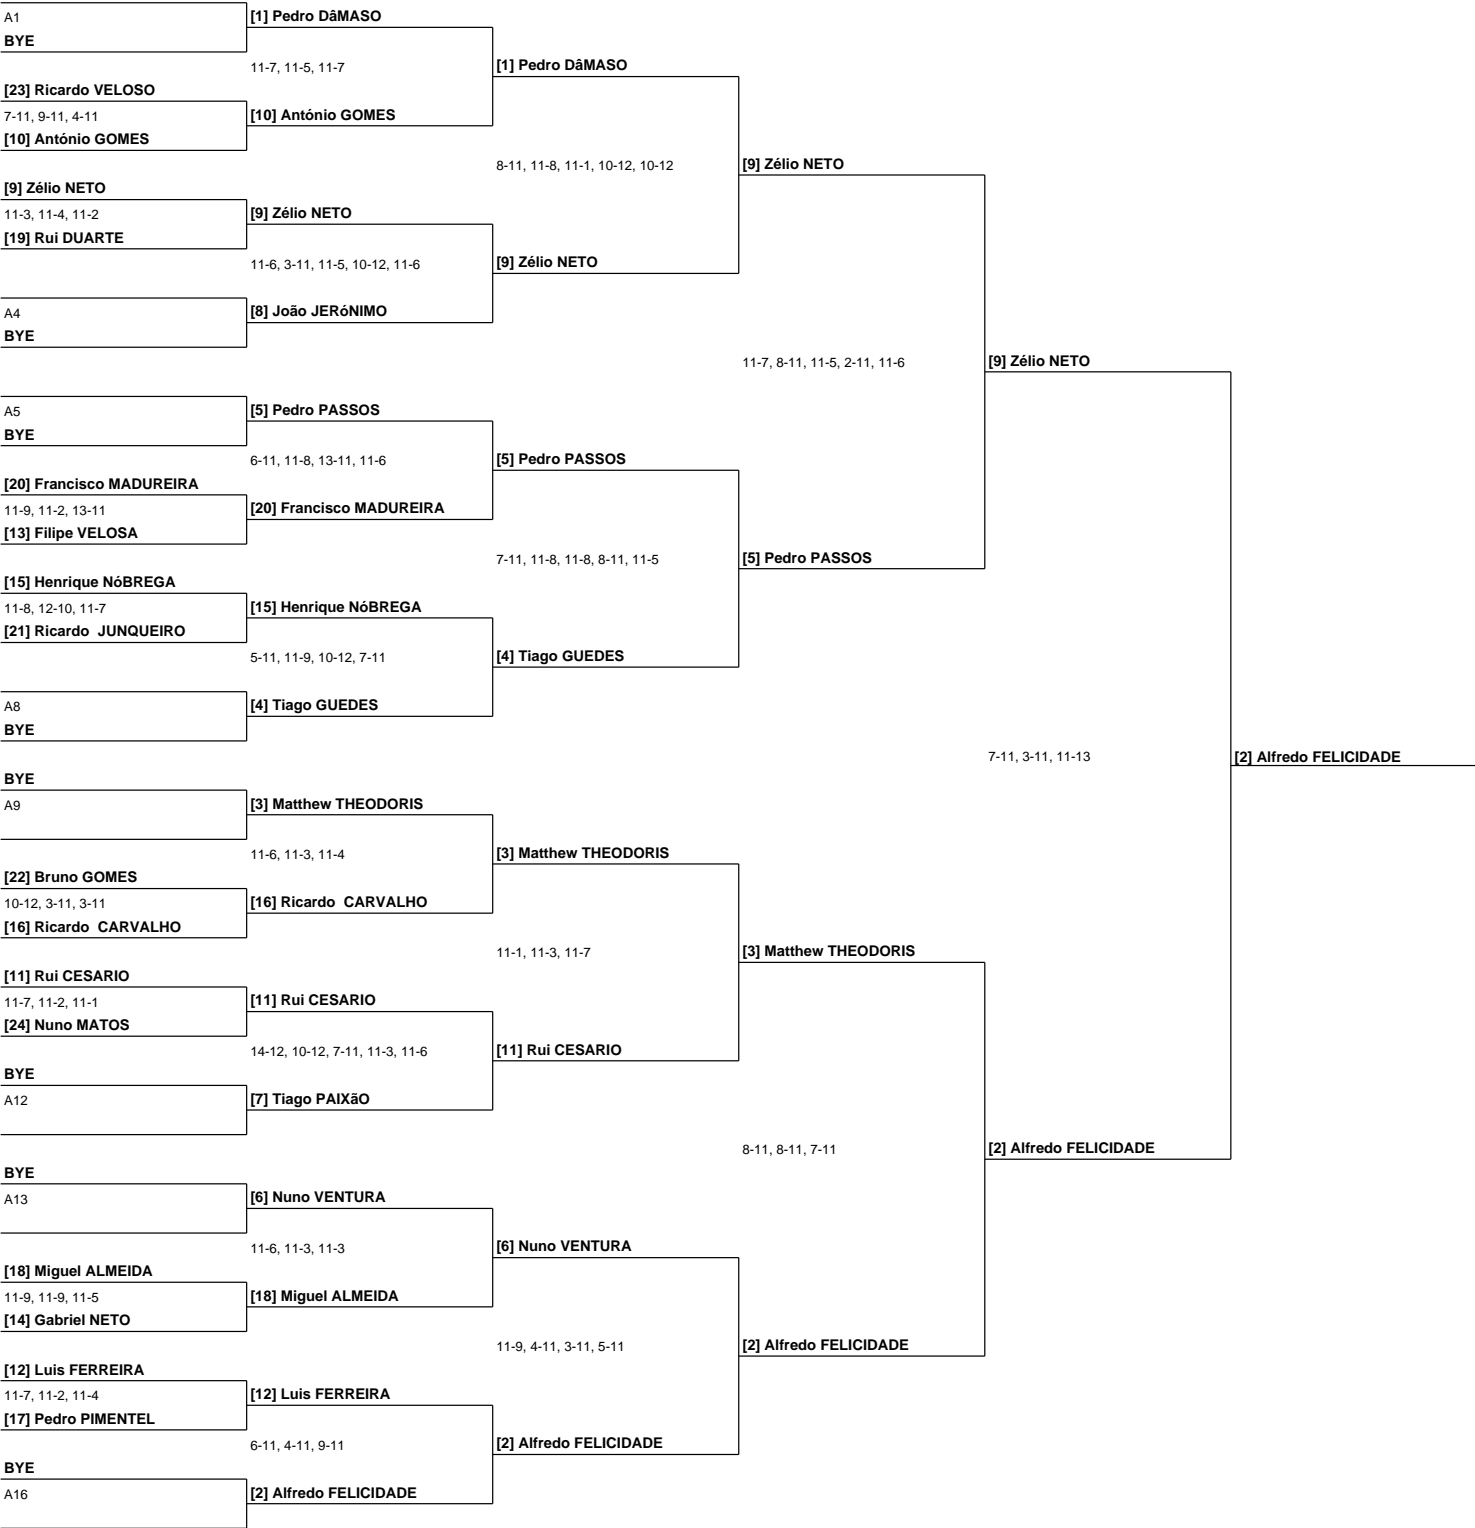 A1
BYE
[23] Ricardo VELOSO
7-11, 9-11, 4-11
[10] António GOMES
[9] Zélio NETO
11-3, 11-4, 11-2
[19] Rui DUARTE
A4
BYE
A5
BYE
[20] Francisco MADUREIRA
11-9, 11-2, 13-11
[13] Filipe VELOSA
[15] Henrique NóBREGA
11-8, 12-10, 11-7
[21] Ricardo  JUNQUEIRO
A8
BYE
BYE
A9
[22] Bruno GOMES
10-12, 3-11, 3-11
[16] Ricardo  CARVALHO
[11] Rui CESARIO
11-7, 11-2, 11-1
[24] Nuno MATOS
BYE
A12
BYE
A13
[18] Miguel ALMEIDA
11-9, 11-9, 11-5
[14] Gabriel NETO
[12] Luis FERREIRA
11-7, 11-2, 11-4
[17] Pedro PIMENTEL
BYE
A16
[1] Pedro DâMASO
11-7, 11-5, 11-7
[10] António GOMES
[9] Zélio NETO
11-6, 3-11, 11-5, 10-12, 11-6
[8] João JERóNIMO
[5] Pedro PASSOS
6-11, 11-8, 13-11, 11-6
[20] Francisco MADUREIRA
[15] Henrique NóBREGA
5-11, 11-9, 10-12, 7-11
[4] Tiago GUEDES
[3] Matthew THEODORIS
11-6, 11-3, 11-4
[16] Ricardo  CARVALHO
[11] Rui CESARIO
14-12, 10-12, 7-11, 11-3, 11-6
[7] Tiago PAIXãO
[6] Nuno VENTURA
11-6, 11-3, 11-3
[18] Miguel ALMEIDA
[12] Luis FERREIRA
6-11, 4-11, 9-11
[2] Alfredo FELICIDADE
[1] Pedro DâMASO
8-11, 11-8, 11-1, 10-12, 10-12
[9] Zélio NETO
[5] Pedro PASSOS
7-11, 11-8, 11-8, 8-11, 11-5
[4] Tiago GUEDES
[3] Matthew THEODORIS
11-1, 11-3, 11-7
[11] Rui CESARIO
[6] Nuno VENTURA
11-9, 4-11, 3-11, 5-11
[2] Alfredo FELICIDADE
[9] Zélio NETO
11-7, 8-11, 11-5, 2-11, 11-6
[5] Pedro PASSOS
[3] Matthew THEODORIS
8-11, 8-11, 7-11
[2] Alfredo FELICIDADE
[9] Zélio NETO
7-11, 3-11, 11-13
[2] Alfredo FELICIDADE
[2] Alfredo FELICIDADE